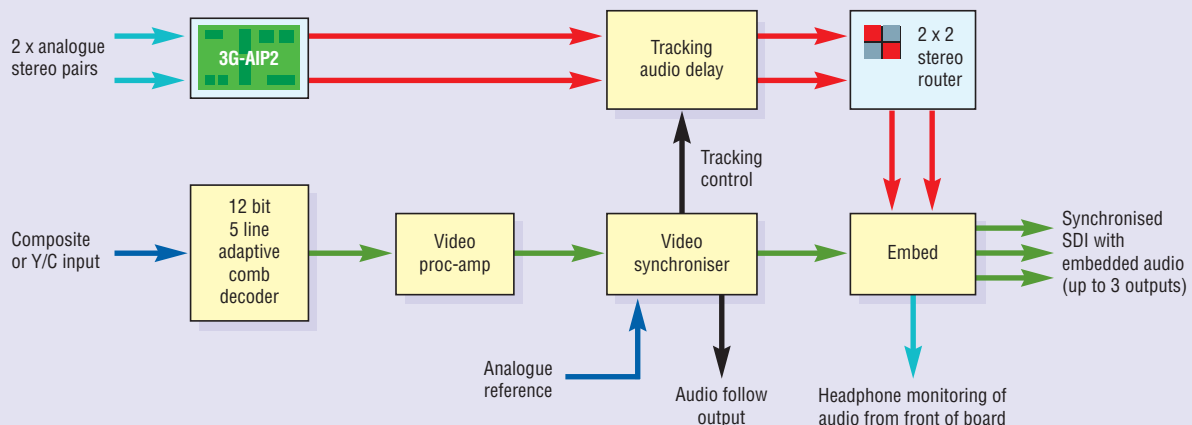 2 x analogue
stereo pairs
3G-AIP2
Tracking
audio delay
2 x 2
stereo
router
Tracking
control
Composite
or Y/C input
12 bit
5 line
adaptive
comb
decoder
Video
proc-amp
Video
synchroniser
Embed
Synchronised
SDI with
embedded audio
(up to 3 outputs)
Analogue
reference
Audio follow
output
Headphone monitoring of
audio from front of board